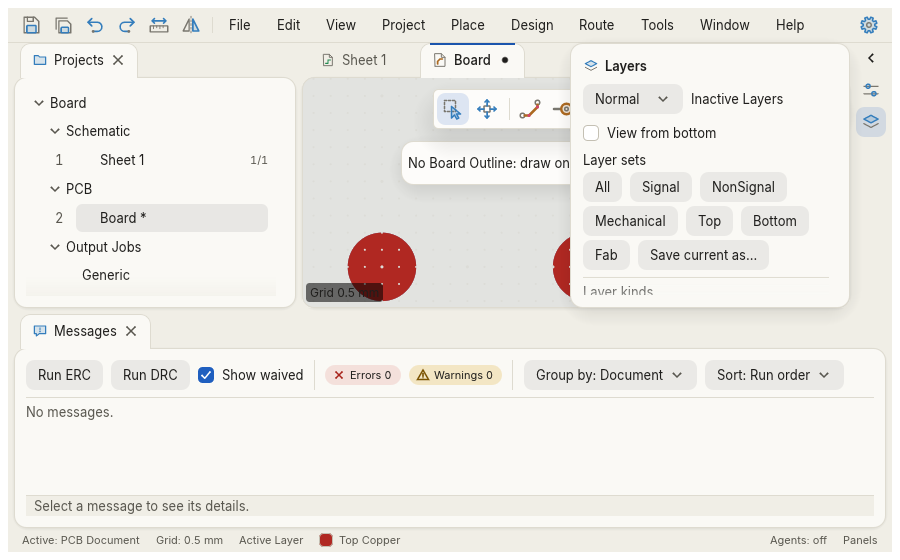 File Edit View Project Place Design Route Tools Window Help
Projects
Sheet 1
Board
Layers
Board
Schematic
1 Sheet 1 1/1
PCB
2 Board *
Output Jobs
Generic
No Board Outline: draw on
Grid 0.5 mm
Normal
Inactive Layers
View from bottom
Layer sets
All Signal NonSignal
Mechanical Top Bottom
Fab Save current as...
Layer kinds
Messages
Run ERC Run DRC Show waived Errors 0 Warnings 0 Group by: Document Sort: Run order
No messages.
Select a message to see its details.
Active: PCB Document Grid: 0.5 mm Active Layer Top Copper Agents: off Panels